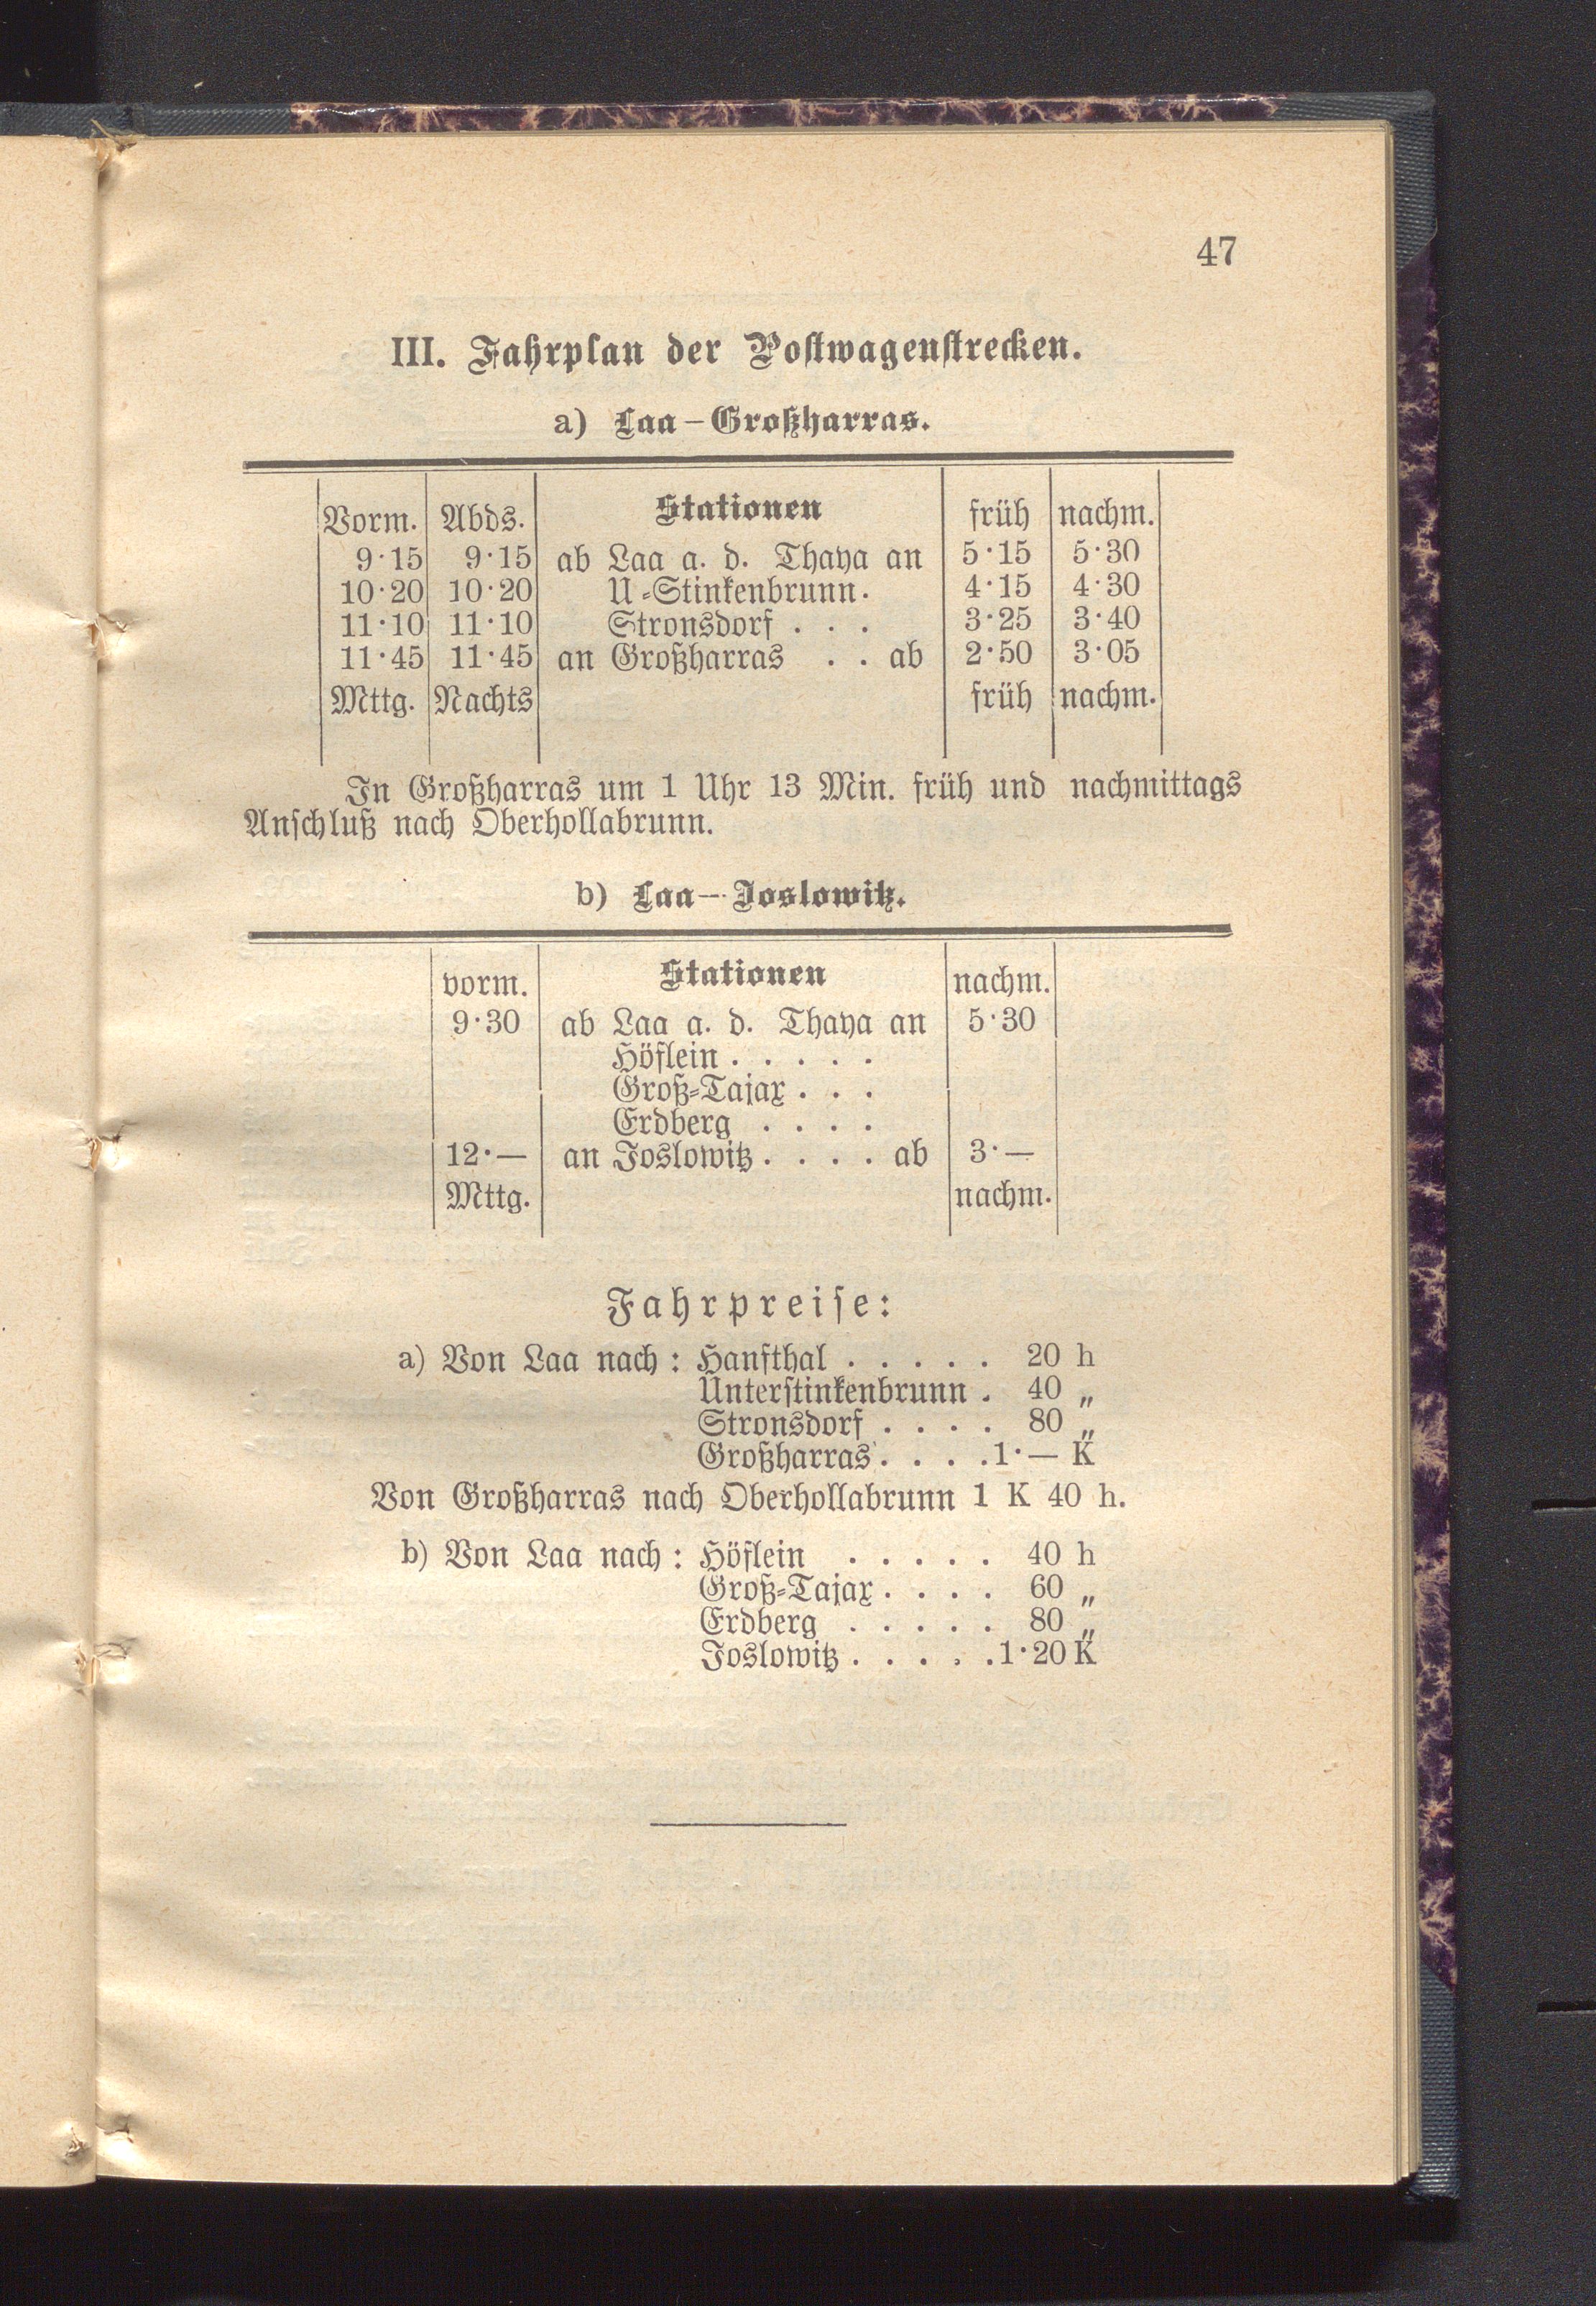 47
III. Fahrplan der Postwagenstrecken.
a) Laa–Großharras.
Vorm. Abds. Stationen früh nachm.
9·15 9·15 ab Laa a. d. Thaya an 5·15 5·30
10·20 10·20 U-Stinkenbrunn. 4·15 4·30
11·10 11·10 Stronsdorf . . . 3·25 3·40
11·45 11·45 an Großharras . . ab 2·50 3·05
Mttg. Nachts früh nachm.
In Großharras um 1 Uhr 13 Min. früh und nachmittags
Anschluß nach Oberhollabrunn.
b) Laa–Joslowitz.
vorm. Stationen nachm.
9·30 ab Laa a. d. Thaya an 5·30
Höflein . . . . .
Groß-Tajax . . .
Erdberg . . . .
12·— an Joslowitz . . . . ab 3·—
Mttg. nachm.
Fahrpreise:
a) Von Laa nach: Hanfthal . . . . . 20 h
Unterstinkenbrunn . 40 „
Stronsdorf . . . . 80 „
Großharras . . . . 1·— K
Von Großharras nach Oberhollabrunn 1 K 40 h.
b) Von Laa nach: Höflein . . . . . 40 h
Groß-Tajax . . . . 60 „
Erdberg . . . . . 80 „
Joslowitz . . . . . 1·20 K